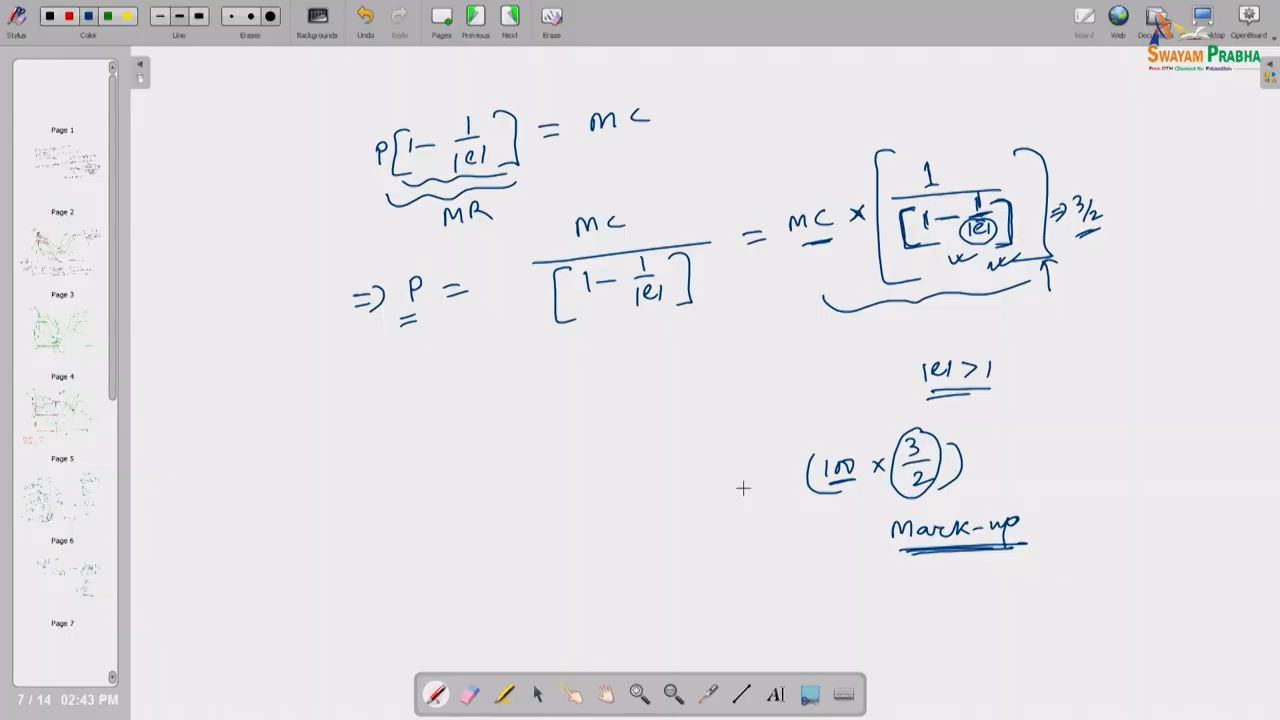 Stylus Color Line Eraser Backgrounds Undo Redo Pages Previous Next Erase Board Web OpenBoard
SWAYAM PRABHA
Page 1
Page 2
Page 3
Page 4
Page 5
Page 6
Page 7
P[1 - 1/|e|] = MC
MR
⇒ P = MC / [1 - 1/|e|] = MC × [1 / [1 - 1/|e|]] ⇒ 3/2
|e| > 1
(100 × 3/2)
Mark-up
7 / 14 02:43 PM